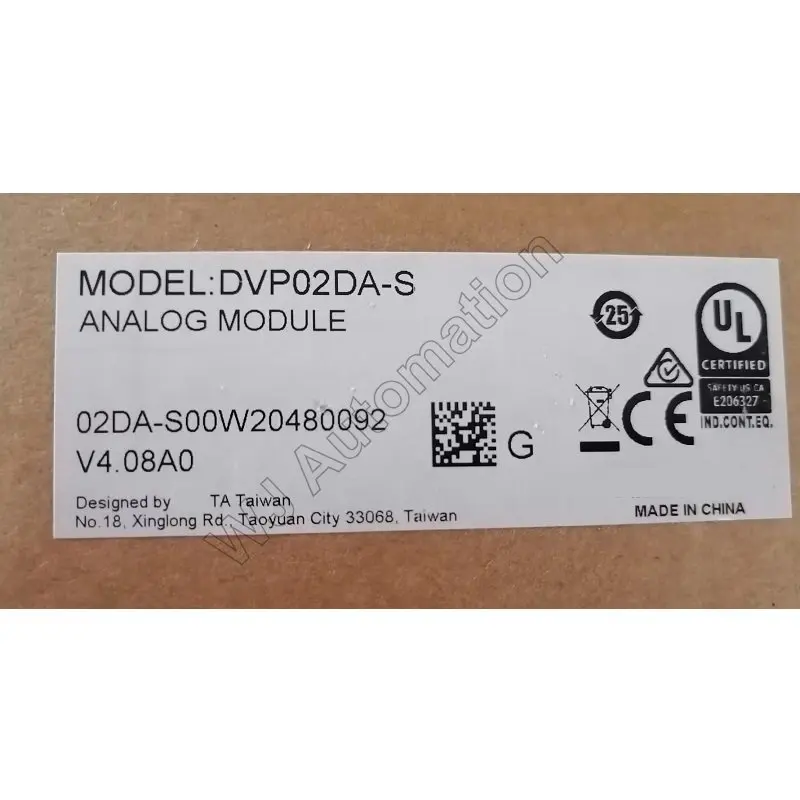 MODEL:DVP02DA-S
ANALOG MODULE
02DA-S00W20480092
V4.08A0
G
Designed by TA Taiwan
No.18, Xinglong Rd., Taoyuan City 33068, Taiwan
25
UL
CERTIFIED
SAFETY US CA
E206327
IND.CONT.EQ.
CE
MADE IN CHINA
WJ Automation